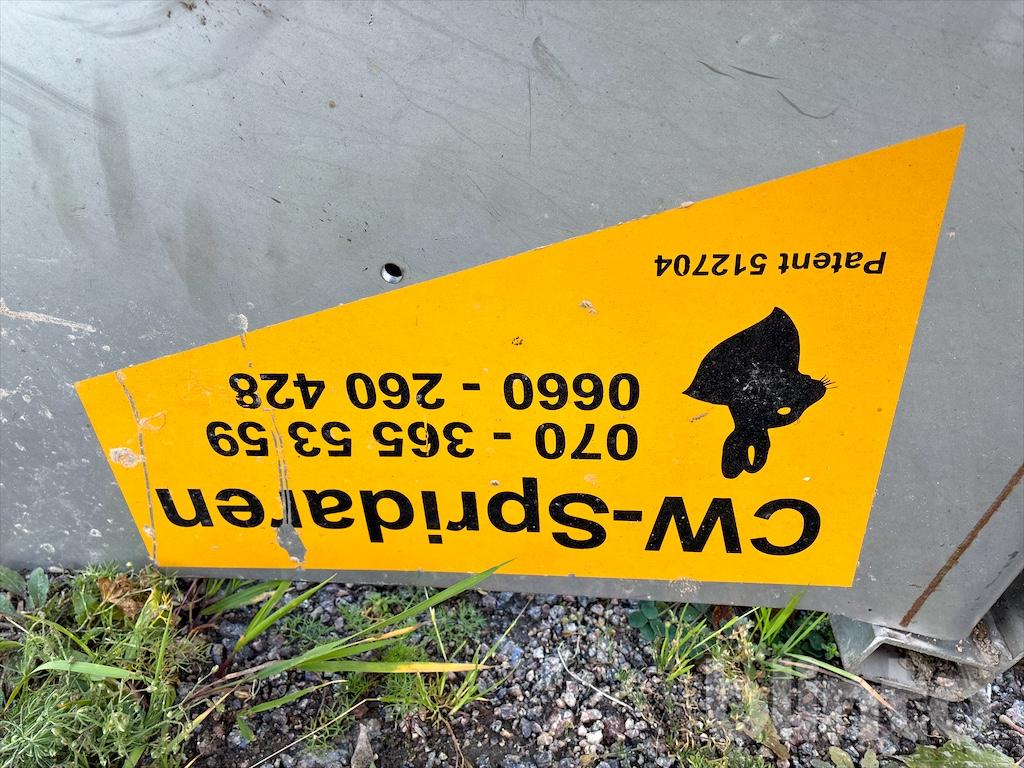 CW-Spridaren
070 - 365 53 59
0660 - 260 428
Patent 512704